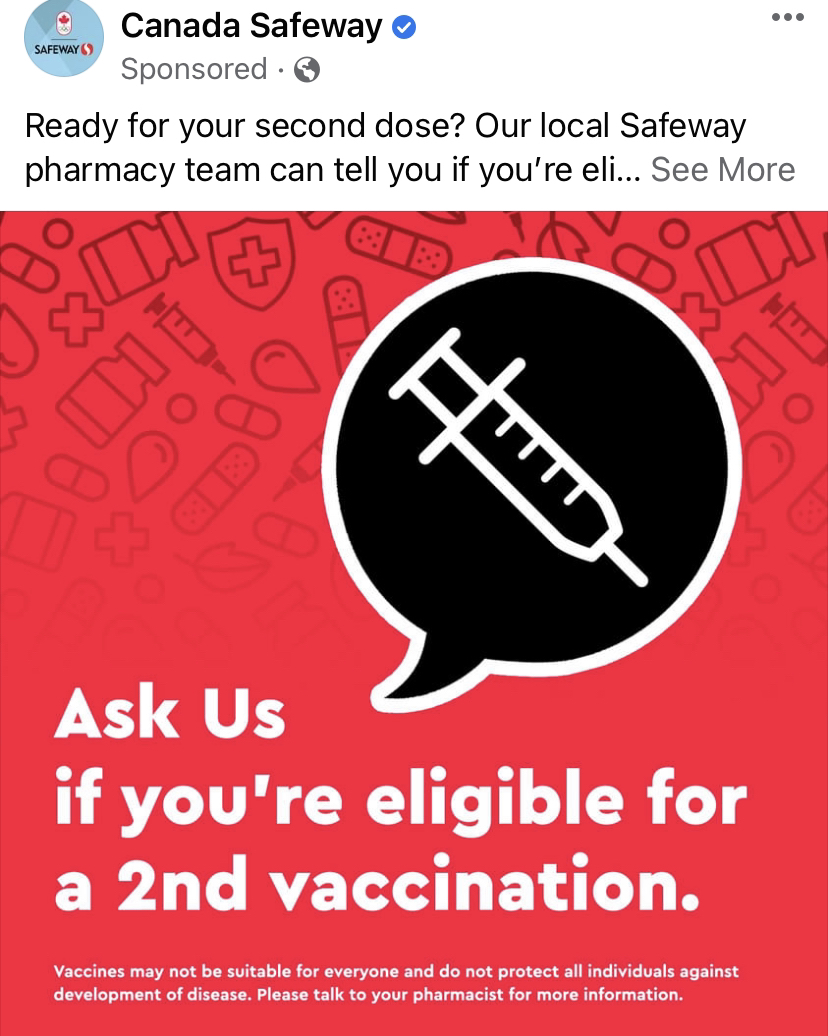 SAFEWAY
Canada Safeway
Sponsored ·
Ready for your second dose? Our local Safeway
pharmacy team can tell you if you’re eli... See More
Ask Us
if you're eligible for
a 2nd vaccination.
Vaccines may not be suitable for everyone and do not protect all individuals against
development of disease. Please talk to your pharmacist for more information.